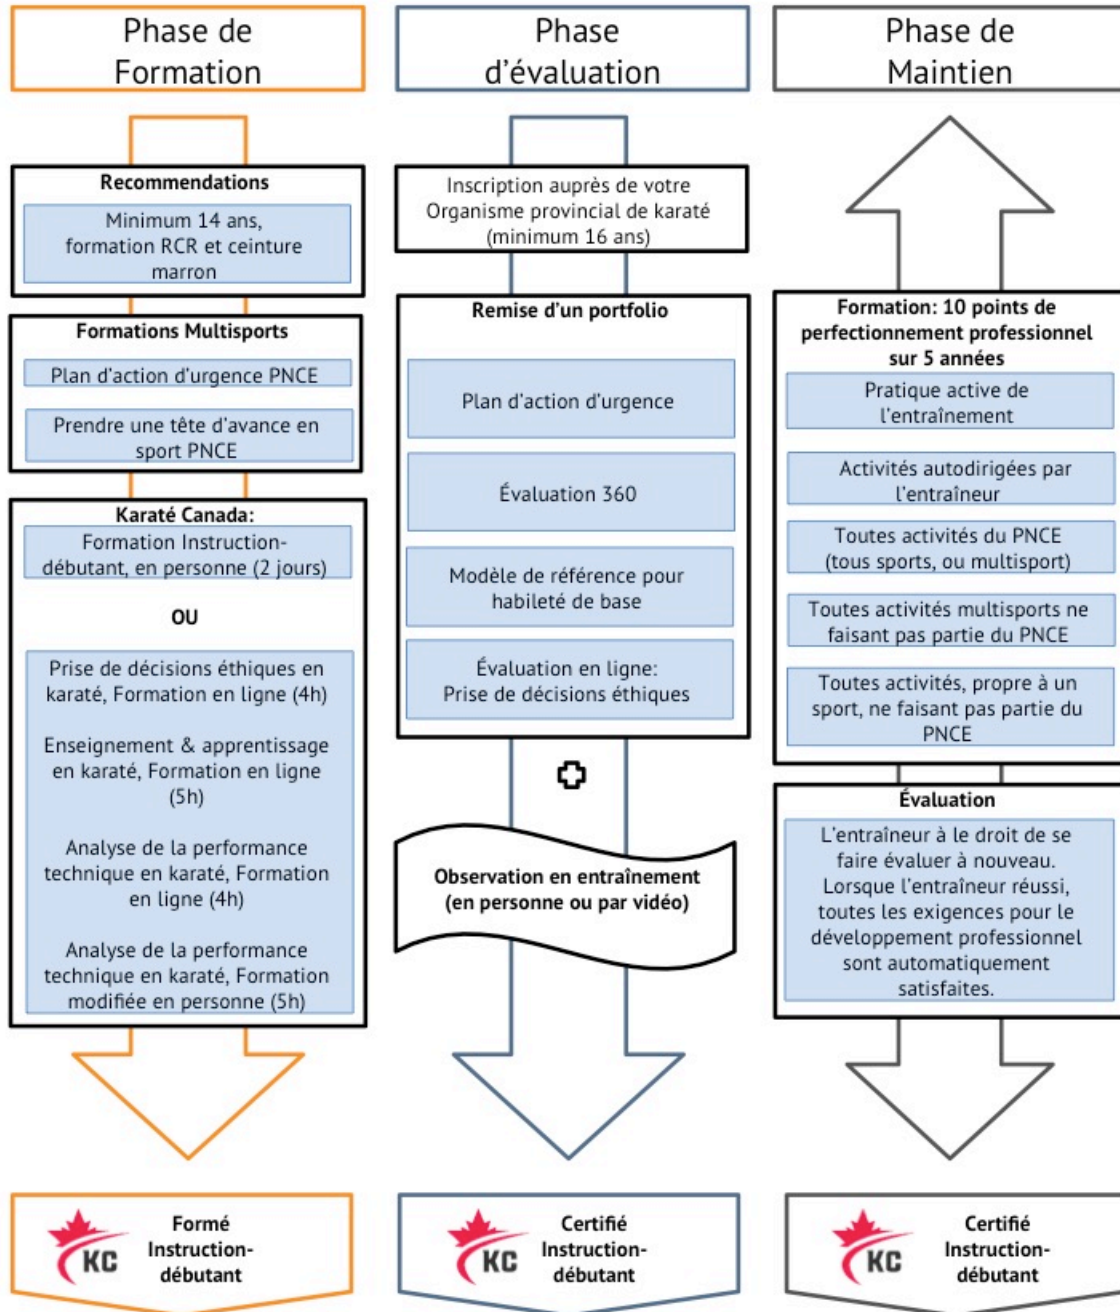 Phase de
Formation
Recommendations
Minimum 14 ans,
formation RCR et ceinture
marron
Formations Multisports
Plan d'action d'urgence PNCE
Prendre une tête d'avance en
sport PNCE
Karaté Canada:
Formation Instruction-
débutant, en personne (2 jours)
OU
Prise de décisions éthiques en
karaté, Formation en ligne (4h)
Enseignement & apprentissage
en karaté, Formation en ligne
(5h)
Analyse de la performance
technique en karaté, Formation
en ligne (4h)
Analyse de la performance
technique en karaté, Formation
modifiée en personne (5h)
KC
Formé
Instruction-
débutant
Phase
d'évaluation
Inscription auprès de votre
Organisme provincial de karaté
(minimum 16 ans)
Remise d'un portfolio
Plan d'action d'urgence
Évaluation 360
Modèle de référence pour
habileté de base
Évaluation en ligne:
Prise de décisions éthiques
Observation en entraînement
(en personne ou par vidéo)
KC
Certifié
Instruction-
débutant
Phase de
Maintien
Formation: 10 points de
perfectionnement professionnel
sur 5 années
Pratique active de
l'entraînement
Activités autodirigées par
l'entraîneur
Toutes activités du PNCE
(tous sports, ou multisport)
Toutes activités multisports ne
faisant pas partie du PNCE
Toutes activités, propre à un
sport, ne faisant pas partie du
PNCE
Évaluation
L'entraîneur à le droit de se
faire évaluer à nouveau.
Lorsque l'entraîneur réussi,
toutes les exigences pour le
développement professionnel
sont automatiquement
satisfaites.
KC
Certifié
Instruction-
débutant